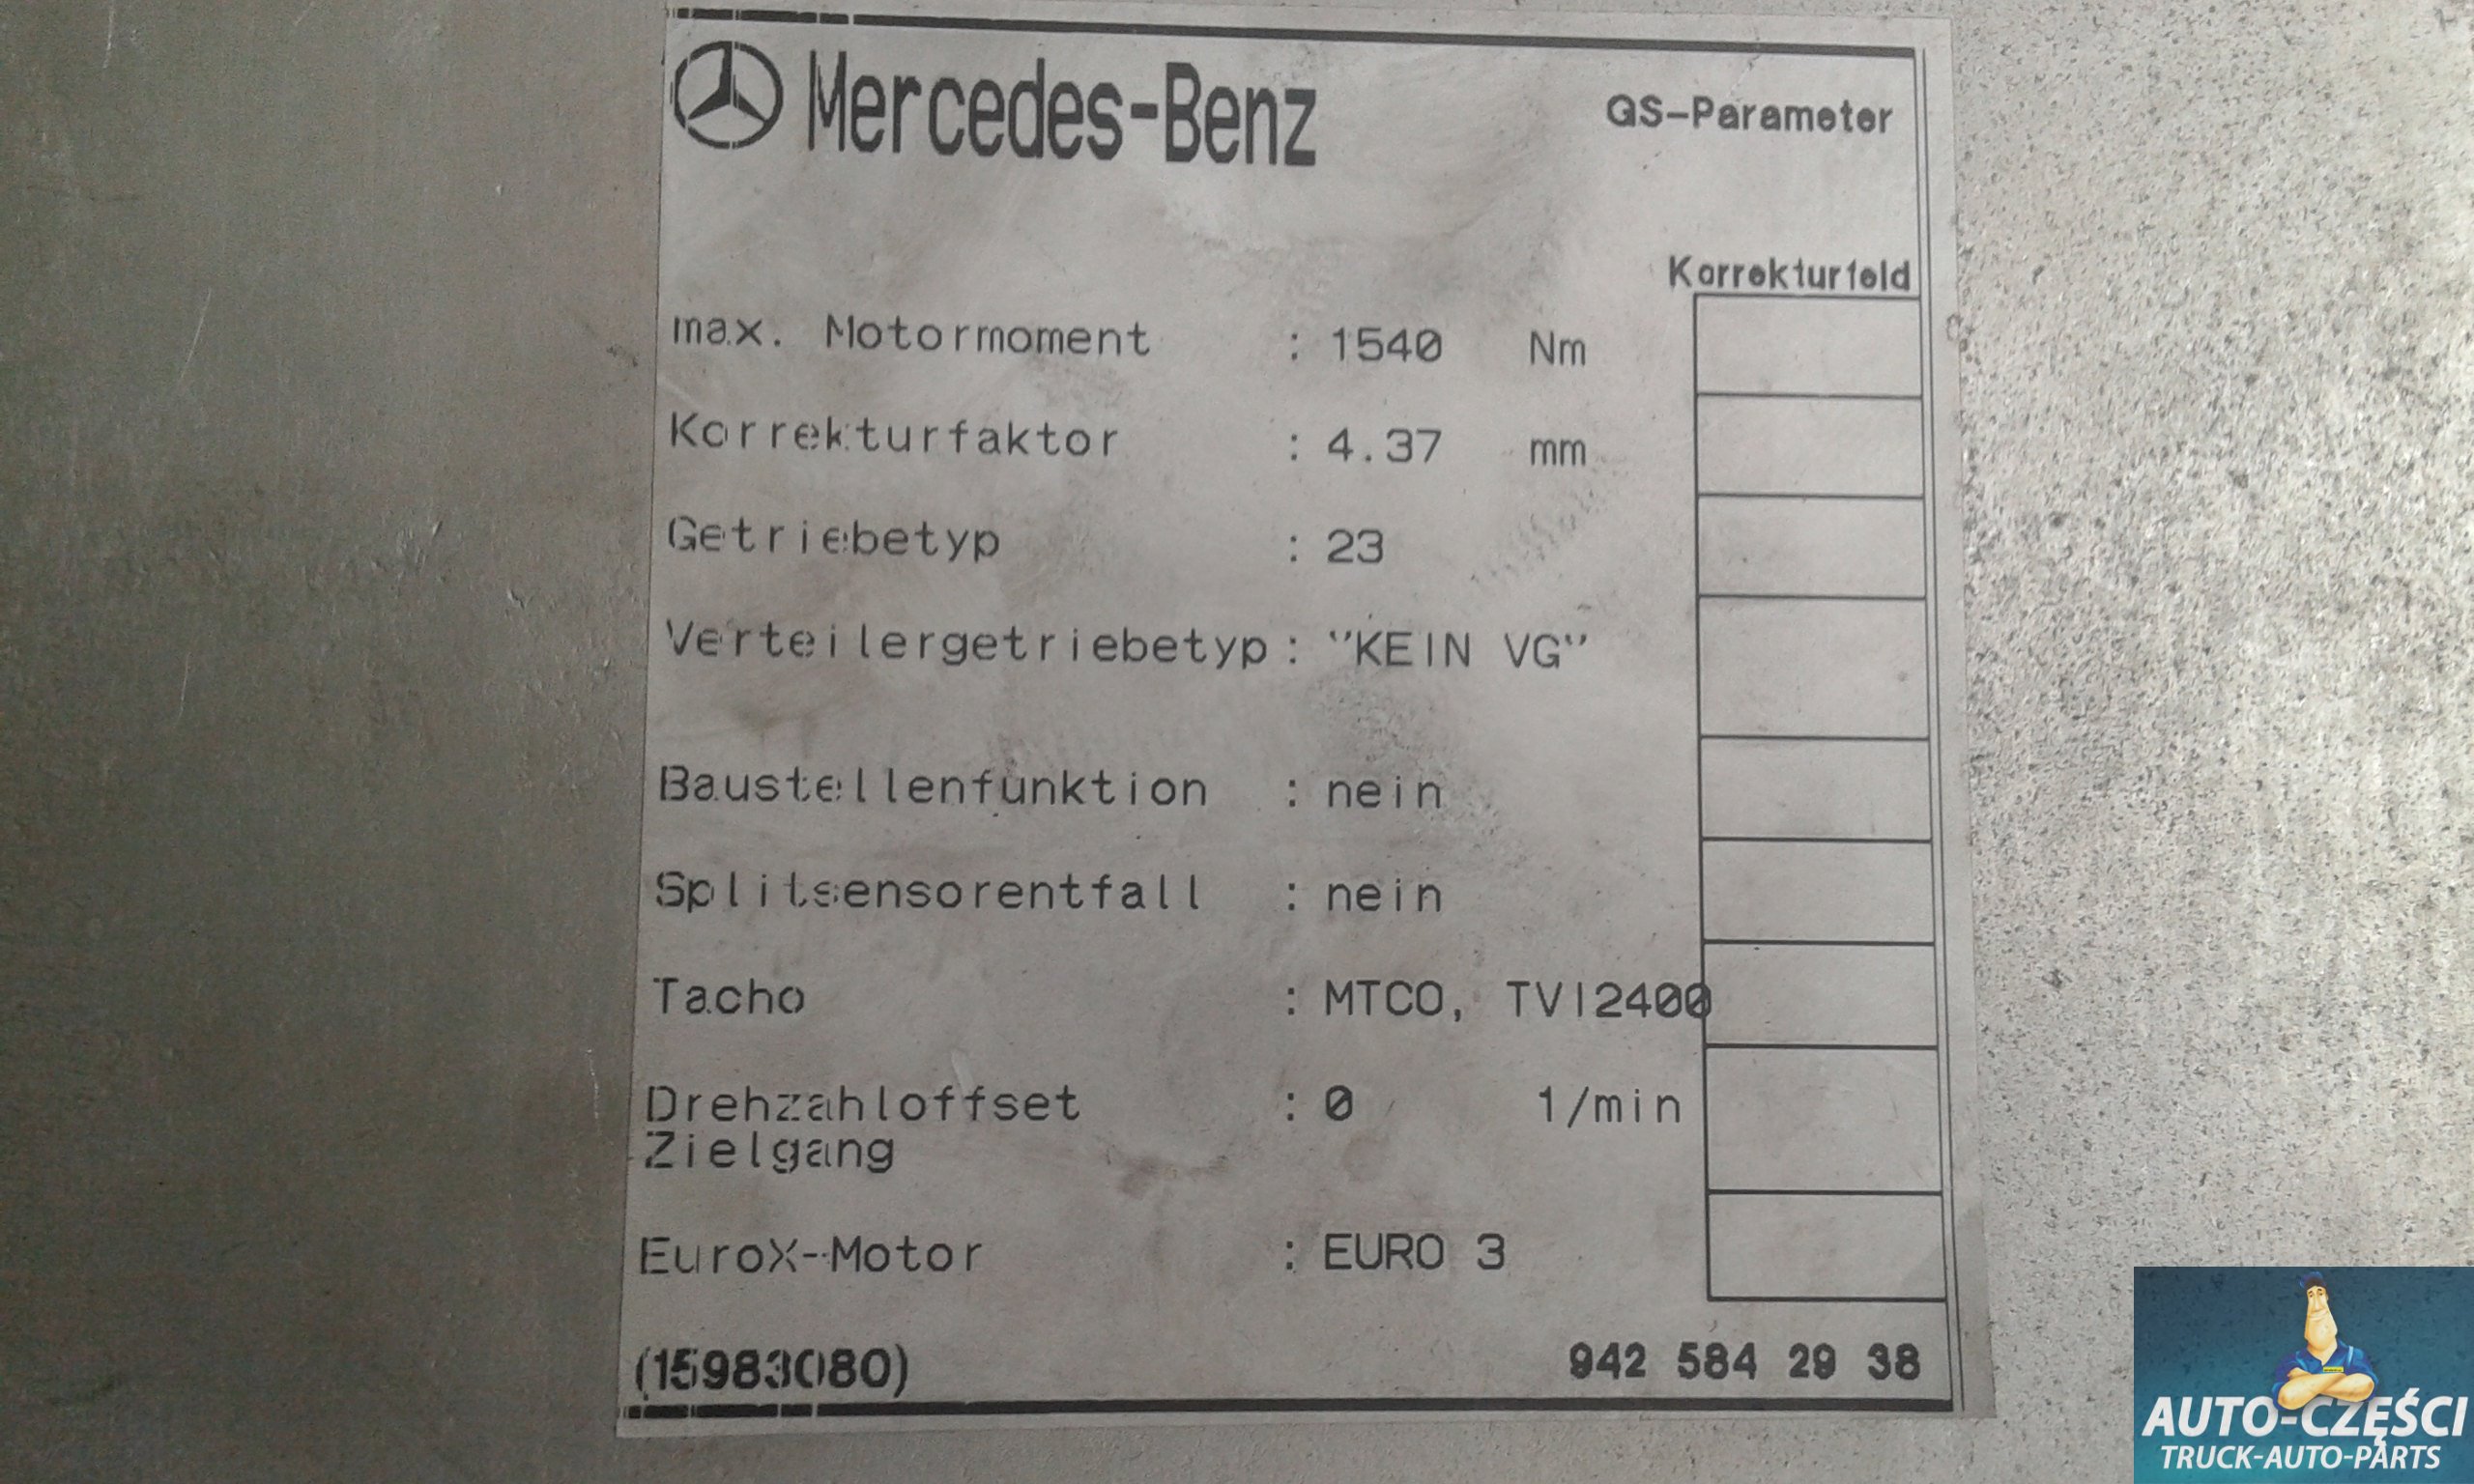 Mercedes-Benz GS-Parameter
Korrekturfeld
max. Motormoment : 1540 Nm
Korrekturfaktor : 4.37 mm
Getriebetyp : 23
Verteilergetriebetyp : "KEIN VG"
Baustellenfunktion : nein
Splitsensorentfall : nein
Tacho : MTCO, TVI2400
Drehzahloffset : 0 1/min
Zielgang
EuroX-Motor : EURO 3
(15983080) 942 584 29 38
AUTO-CZĘŚCI
TRUCK-AUTO-PARTS